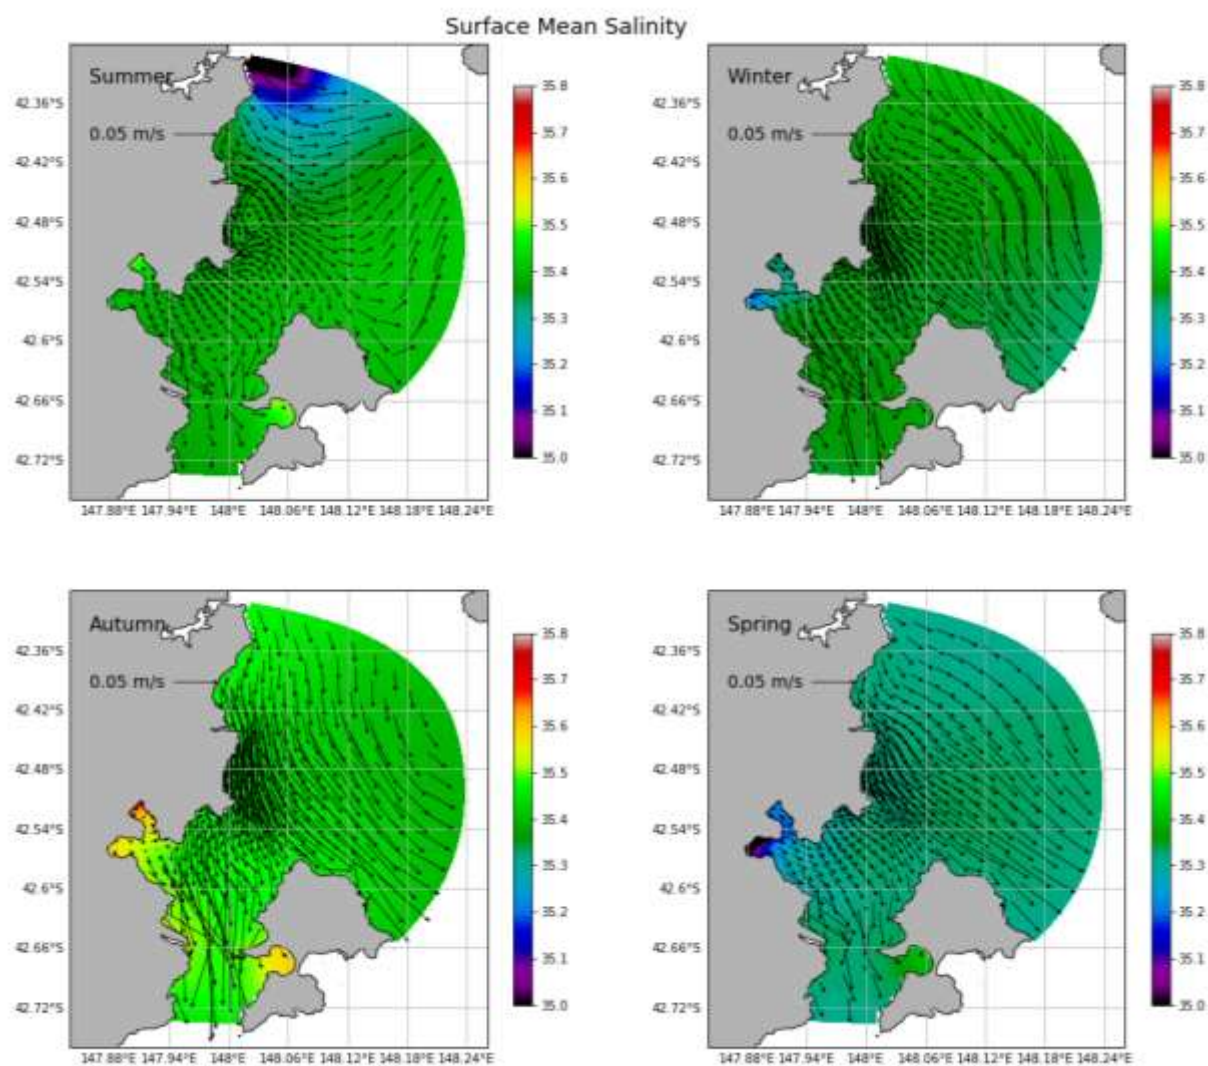 Surface Mean Salinity
Summer
0.05 m/s
42.36°S
42.42°S
42.48°S
42.54°S
42.6°S
42.66°S
42.72°S
147.88°E 147.94°E 148°E 148.06°E 148.12°E 148.18°E 148.24°E
35.8
35.7
35.6
35.5
35.4
35.3
35.2
35.1
35.0
Winter
0.05 m/s
42.36°S
42.42°S
42.48°S
42.54°S
42.6°S
42.66°S
42.72°S
147.88°E 147.94°E 148°E 148.06°E 148.12°E 148.18°E 148.24°E
35.8
35.7
35.6
35.5
35.4
35.3
35.2
35.1
35.0
Autumn
0.05 m/s
42.36°S
42.42°S
42.48°S
42.54°S
42.6°S
42.66°S
42.72°S
147.88°E 147.94°E 148°E 148.06°E 148.12°E 148.18°E 148.24°E
35.8
35.7
35.6
35.5
35.4
35.3
35.2
35.1
35.0
Spring
0.05 m/s
42.36°S
42.42°S
42.48°S
42.54°S
42.6°S
42.66°S
42.72°S
147.88°E 147.94°E 148°E 148.06°E 148.12°E 148.18°E 148.24°E
35.8
35.7
35.6
35.5
35.4
35.3
35.2
35.1
35.0